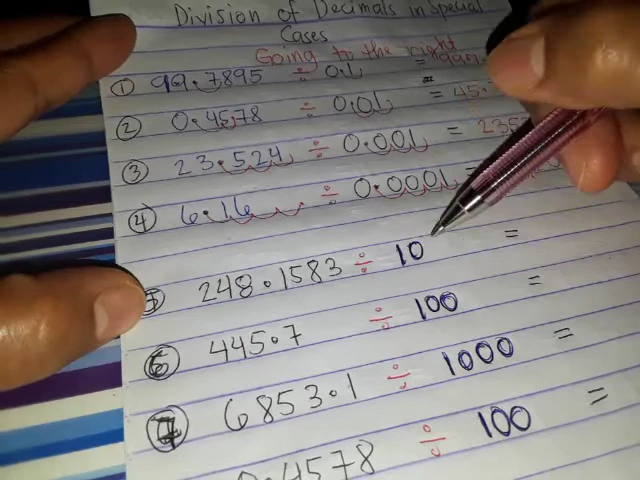 Division of Decimals in Special
Cases
Going to the right
① 99.7895 ÷ 0.1 =
② 0.4578 ÷ 0.01 = 45.
③ 23.524 ÷ 0.001 = 235
④ 6.16 ÷ 0.0001 =
248.1583 ÷ 10 =
⑥ 445.7 ÷ 100 =
⑦ 6853.1 ÷ 1000 =
0.4578 ÷ 100 =